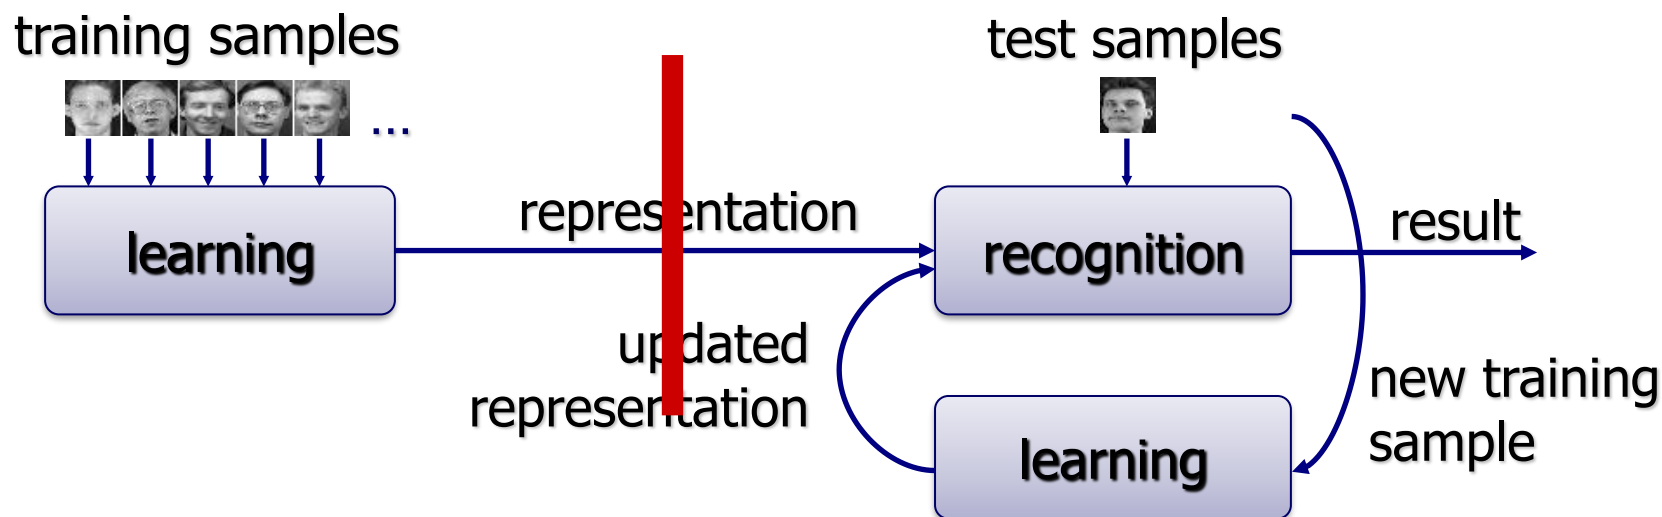 training samples
test samples
...
representation
learning
recognition
result
updated
representation
new training
sample
learning